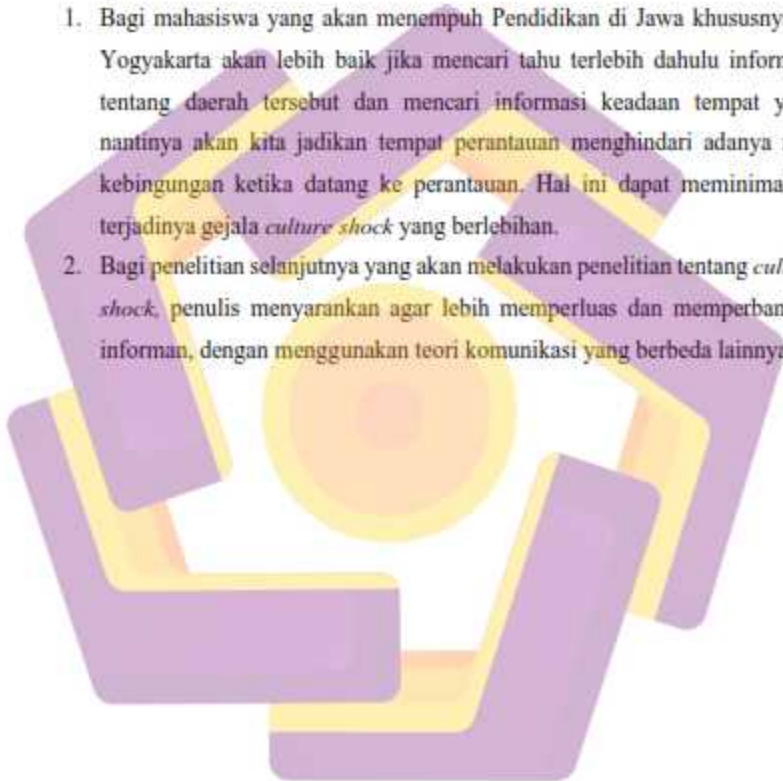 1. Bagi mahasiswa yang akan menempuh Pendidikan di Jawa khususny
Yogyakarta akan lebih baik jika mencari tahu terlebih dahulu inform
tentang daerah tersebut dan mencari informasi keadaan tempat y
nantinya akan kita jadikan tempat perantauan menghindari adanya
kebingungan ketika datang ke perantauan. Hal ini dapat meminima
terjadinya gejala culture shock yang berlebihan.
2. Bagi penelitian selanjutnya yang akan melakukan penelitian tentang cul
shock, penulis menyarankan agar lebih memperluas dan memperban
informan, dengan menggunakan teori komunikasi yang berbeda lainnya